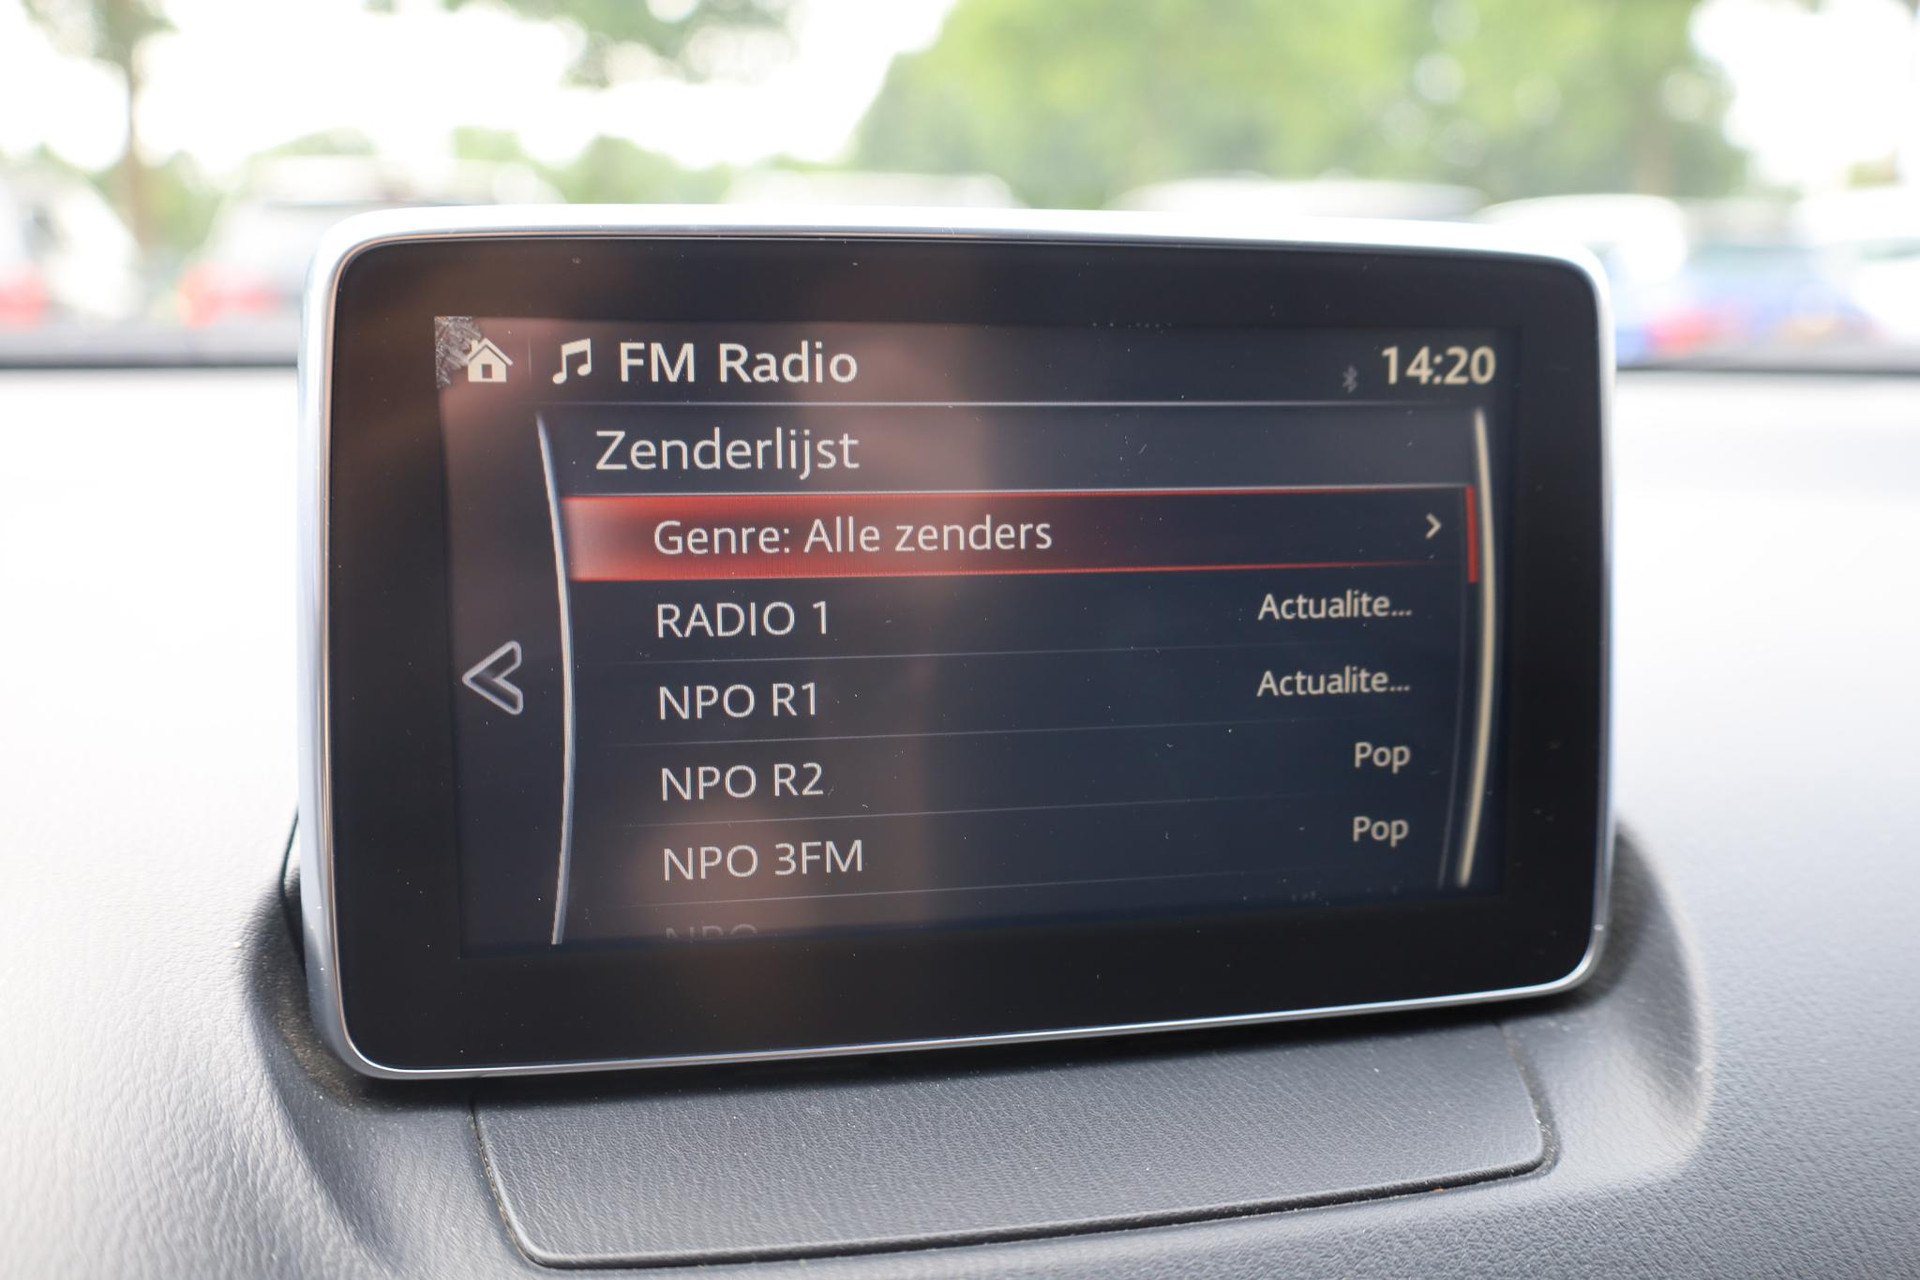 FM Radio 14:20
Zenderlijst
Genre: Alle zenders
RADIO 1 Actualite...
NPO R1 Actualite...
NPO R2 Pop
NPO 3FM Pop
NPO